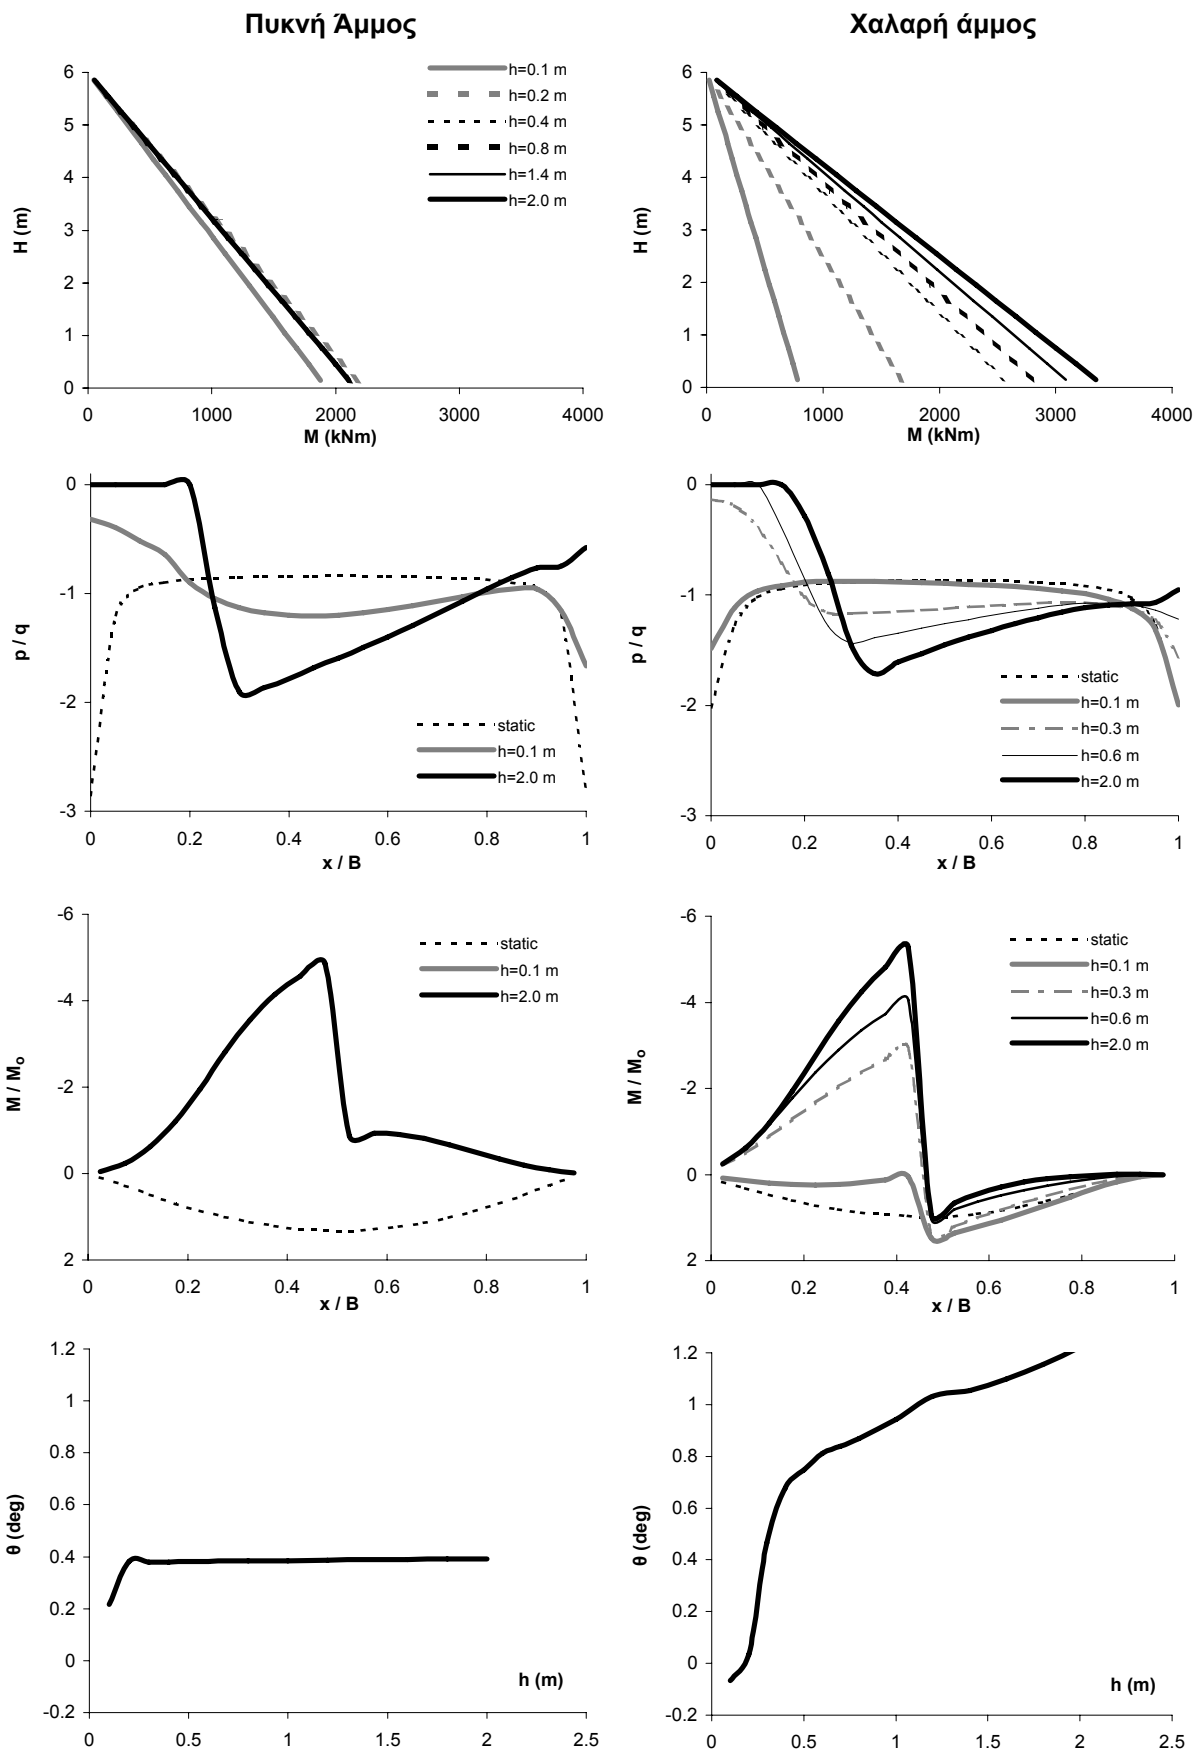 Πυκνή Άμμος
Χαλαρή άμμος
6
5
4
3
2
1
0
H (m)
0
1000
2000
3000
4000
M (kNm)
h=0.1 m
h=0.2 m
h=0.4 m
h=0.8 m
h=1.4 m
h=2.0 m
6
5
4
3
2
1
0
H (m)
0
1000
2000
3000
4000
M (kNm)
0
-1
-2
-3
p / q
static
h=0.1 m
h=2.0 m
0
0.2
0.4
0.6
0.8
1
x / B
0
-1
-2
-3
p / q
static
h=0.1 m
h=0.3 m
h=0.6 m
h=2.0 m
0
0.2
0.4
0.6
0.8
1
x / B
-6
-4
-2
0
2
M / Mo
static
h=0.1 m
h=2.0 m
0
0.2
0.4
0.6
0.8
1
x / B
-6
-4
-2
0
2
M / Mo
static
h=0.1 m
h=0.3 m
h=0.6 m
h=2.0 m
0
0.2
0.4
0.6
0.8
1
x / B
1.2
1
0.8
0.6
0.4
0.2
0
-0.2
θ (deg)
h (m)
0
0.5
1
1.5
2
2.5
1.2
1
0.8
0.6
0.4
0.2
0
-0.2
θ (deg)
h (m)
0
0.5
1
1.5
2
2.5